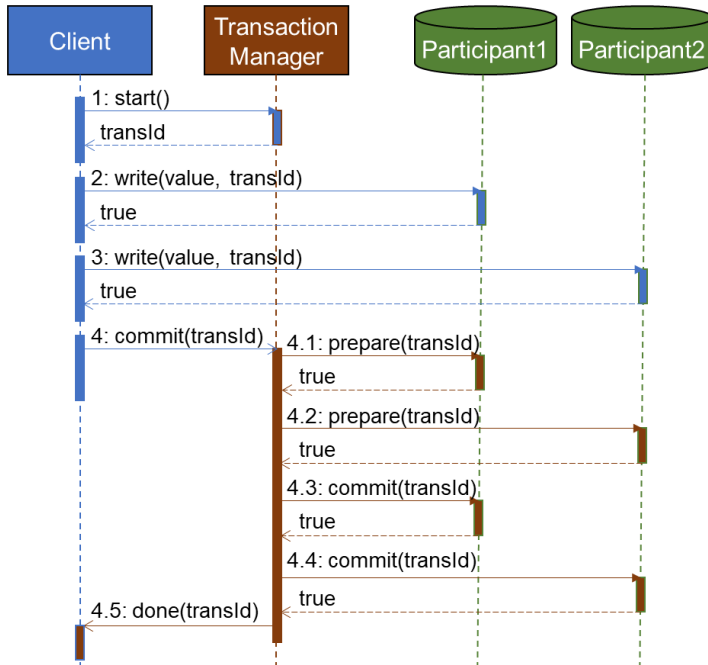 Client
Transaction
Manager
Participant1
Participant2
1: start()
transId
2: write(value, transId)
true
3: write(value, transId)
true
4: commit(transId)
4.1: prepare(transId)
true
4.2: prepare(transId)
true
4.3: commit(transId)
true
4.4: commit(transId)
true
4.5: done(transId)